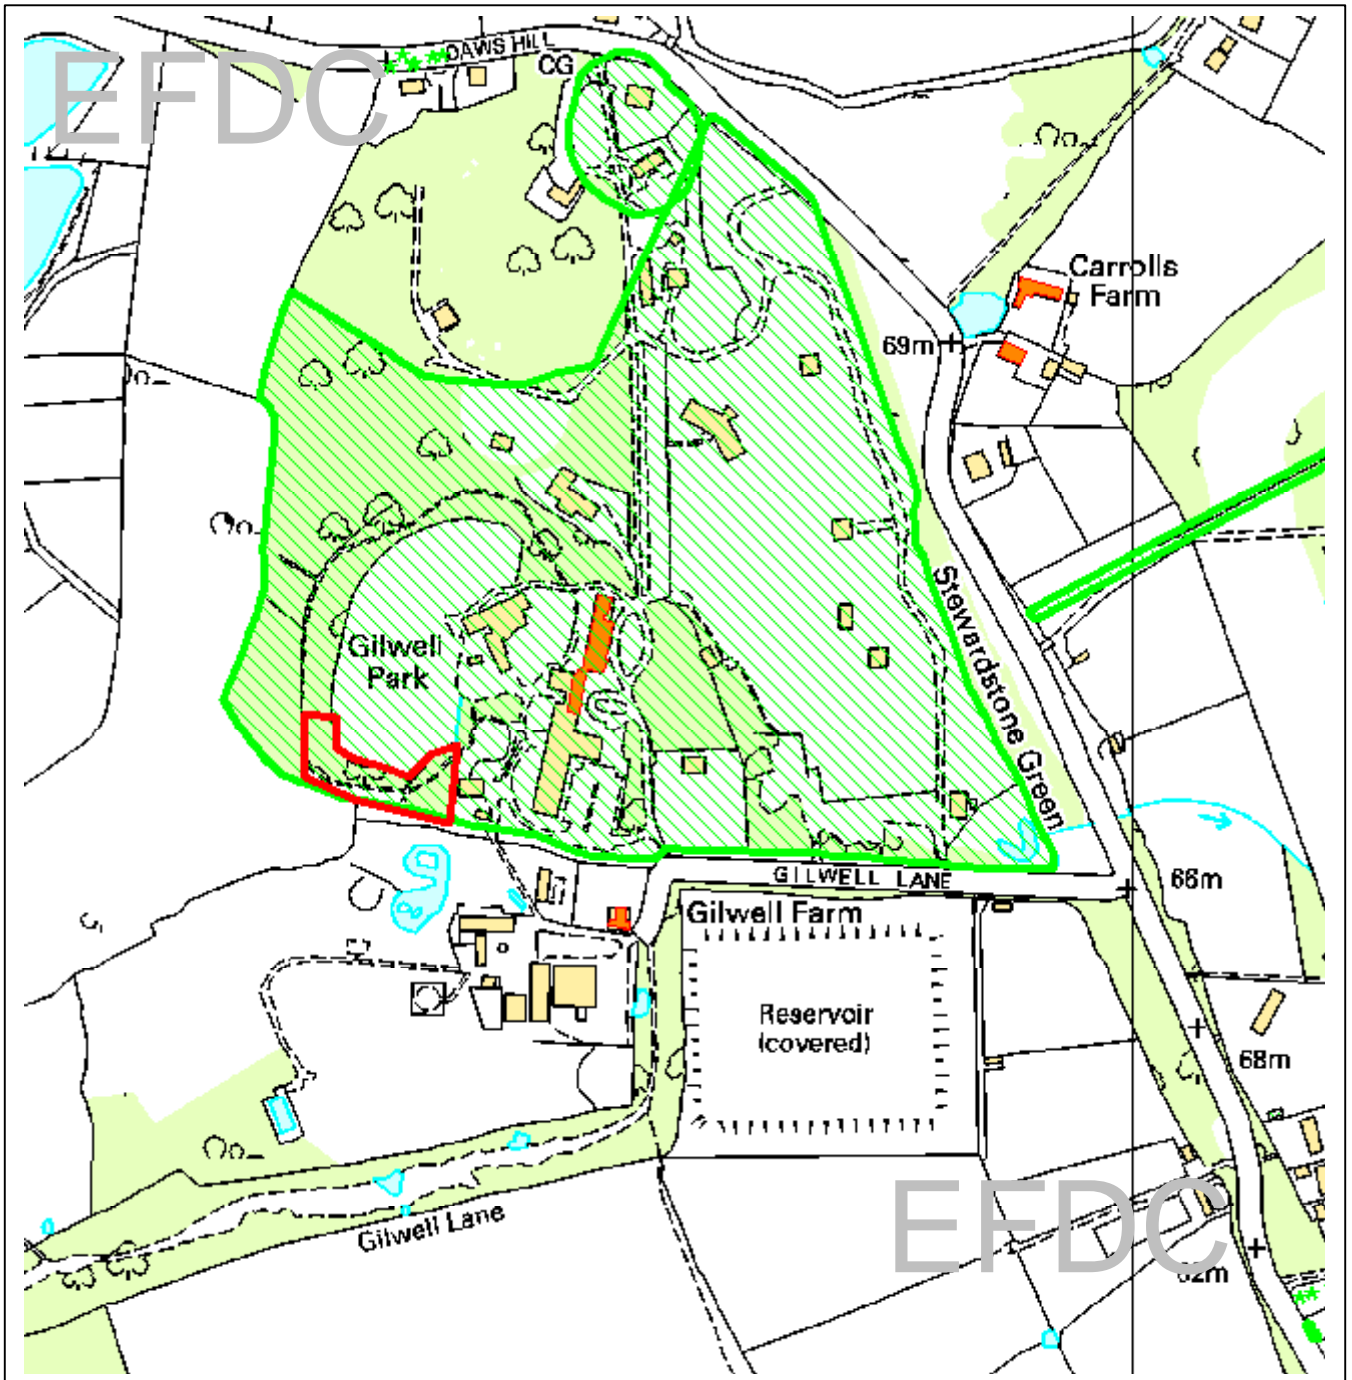 DAWS HILL
CG
EFDC
Carrolls
Farm
69m
Stewardstone Green
Gilwell
Park
GILWELL LANE
66m
Gilwell Farm
Reservoir
(covered)
68m
Gilwell Lane
EFDC
62m